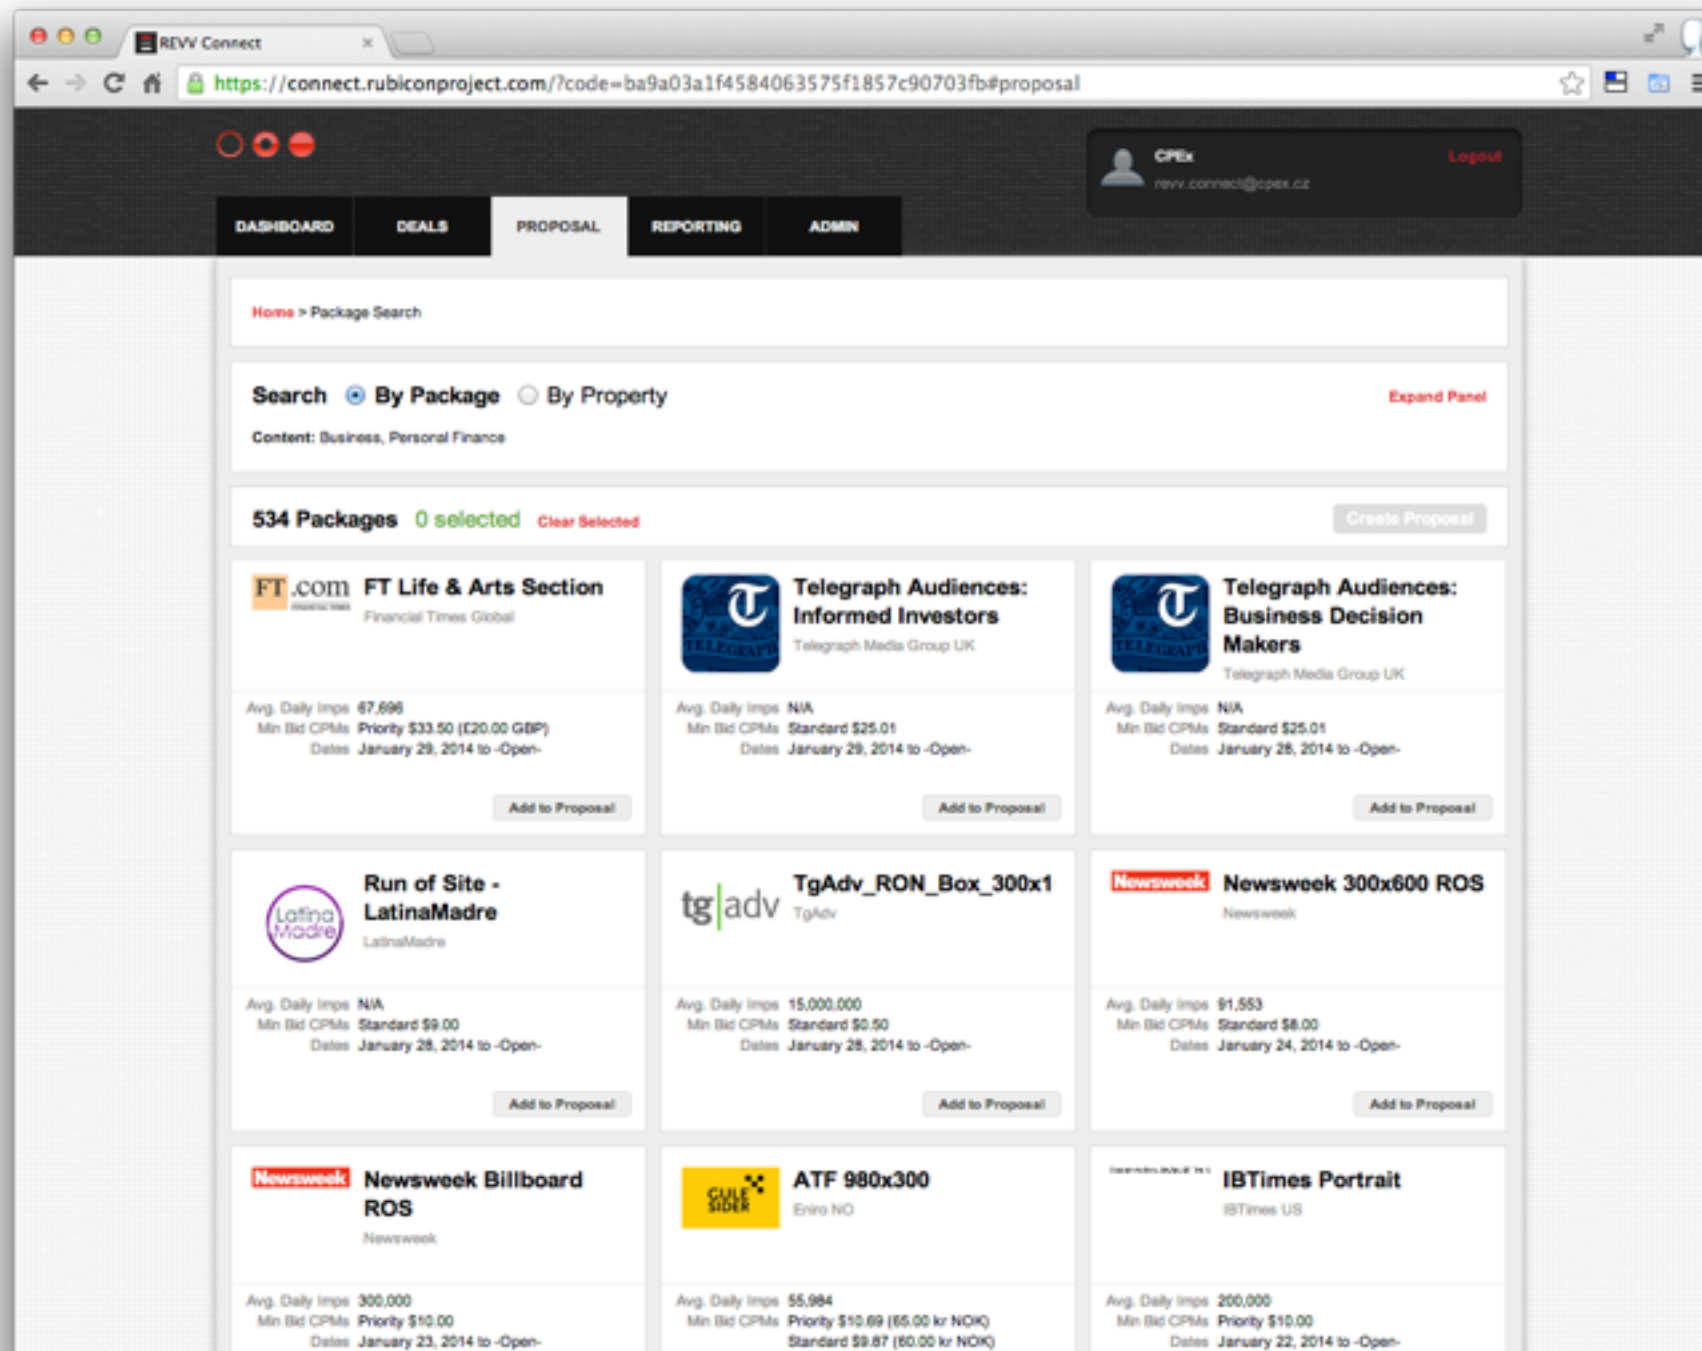 REVV Connect
https://connect.rubiconproject.com/?code=ba9a03a1f4584063575f1857c90703fb#proposal
CPEx
Logout
revv.connect@cpex.cz
DASHBOARD DEALS PROPOSAL REPORTING ADMIN
Home > Package Search
Search By Package By Property
Expand Panel
Content: Business, Personal Finance
534 Packages 0 selected Clear Selected
Create Proposal
FT.com
FT Life & Arts Section
Financial Times Global
Avg. Daily Imps 67,696
Min Bid CPMs Priority $33.50 (£20.00 GBP)
Dates January 29, 2014 to -Open-
Add to Proposal
TELEGRAPH
Telegraph Audiences:
Informed Investors
Telegraph Media Group UK
Avg. Daily Imps N/A
Min Bid CPMs Standard $25.01
Dates January 29, 2014 to -Open-
Add to Proposal
TELEGRAPH
Telegraph Audiences:
Business Decision
Makers
Telegraph Media Group UK
Avg. Daily Imps N/A
Min Bid CPMs Standard $25.01
Dates January 28, 2014 to -Open-
Add to Proposal
Latina
Madre
Run of Site -
LatinaMadre
LatinaMadre
Avg. Daily Imps N/A
Min Bid CPMs Standard $9.00
Dates January 28, 2014 to -Open-
Add to Proposal
tg|adv
TgAdv_RON_Box_300x1
TgAdv
Avg. Daily Imps 15,000,000
Min Bid CPMs Standard $0.50
Dates January 28, 2014 to -Open-
Add to Proposal
Newsweek
Newsweek 300x600 ROS
Newsweek
Avg. Daily Imps 91,553
Min Bid CPMs Standard $8.00
Dates January 24, 2014 to -Open-
Add to Proposal
Newsweek
Newsweek Billboard
ROS
Newsweek
Avg. Daily Imps 300,000
Min Bid CPMs Priority $10.00
Dates January 23, 2014 to -Open-
GULE
SIDER
ATF 980x300
Eniro NO
Avg. Daily Imps 55,984
Min Bid CPMs Priority $10.69 (65.00 kr NOK)
Standard $9.87 (60.00 kr NOK)
IBTimes Portrait
IBTimes US
Avg. Daily Imps 200,000
Min Bid CPMs Priority $10.00
Dates January 22, 2014 to -Open-